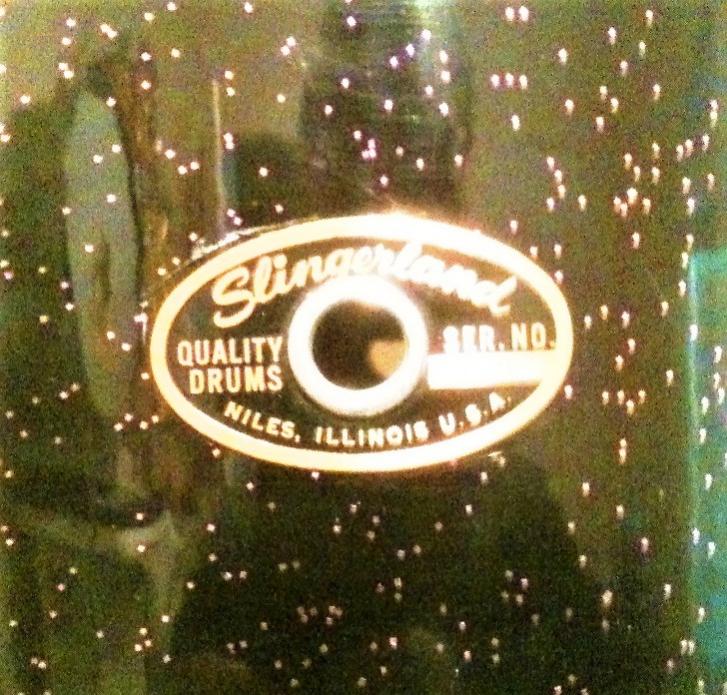 Slingerland
QUALITY
DRUMS
SER. NO.
NILES, ILLINOIS U.S.A.